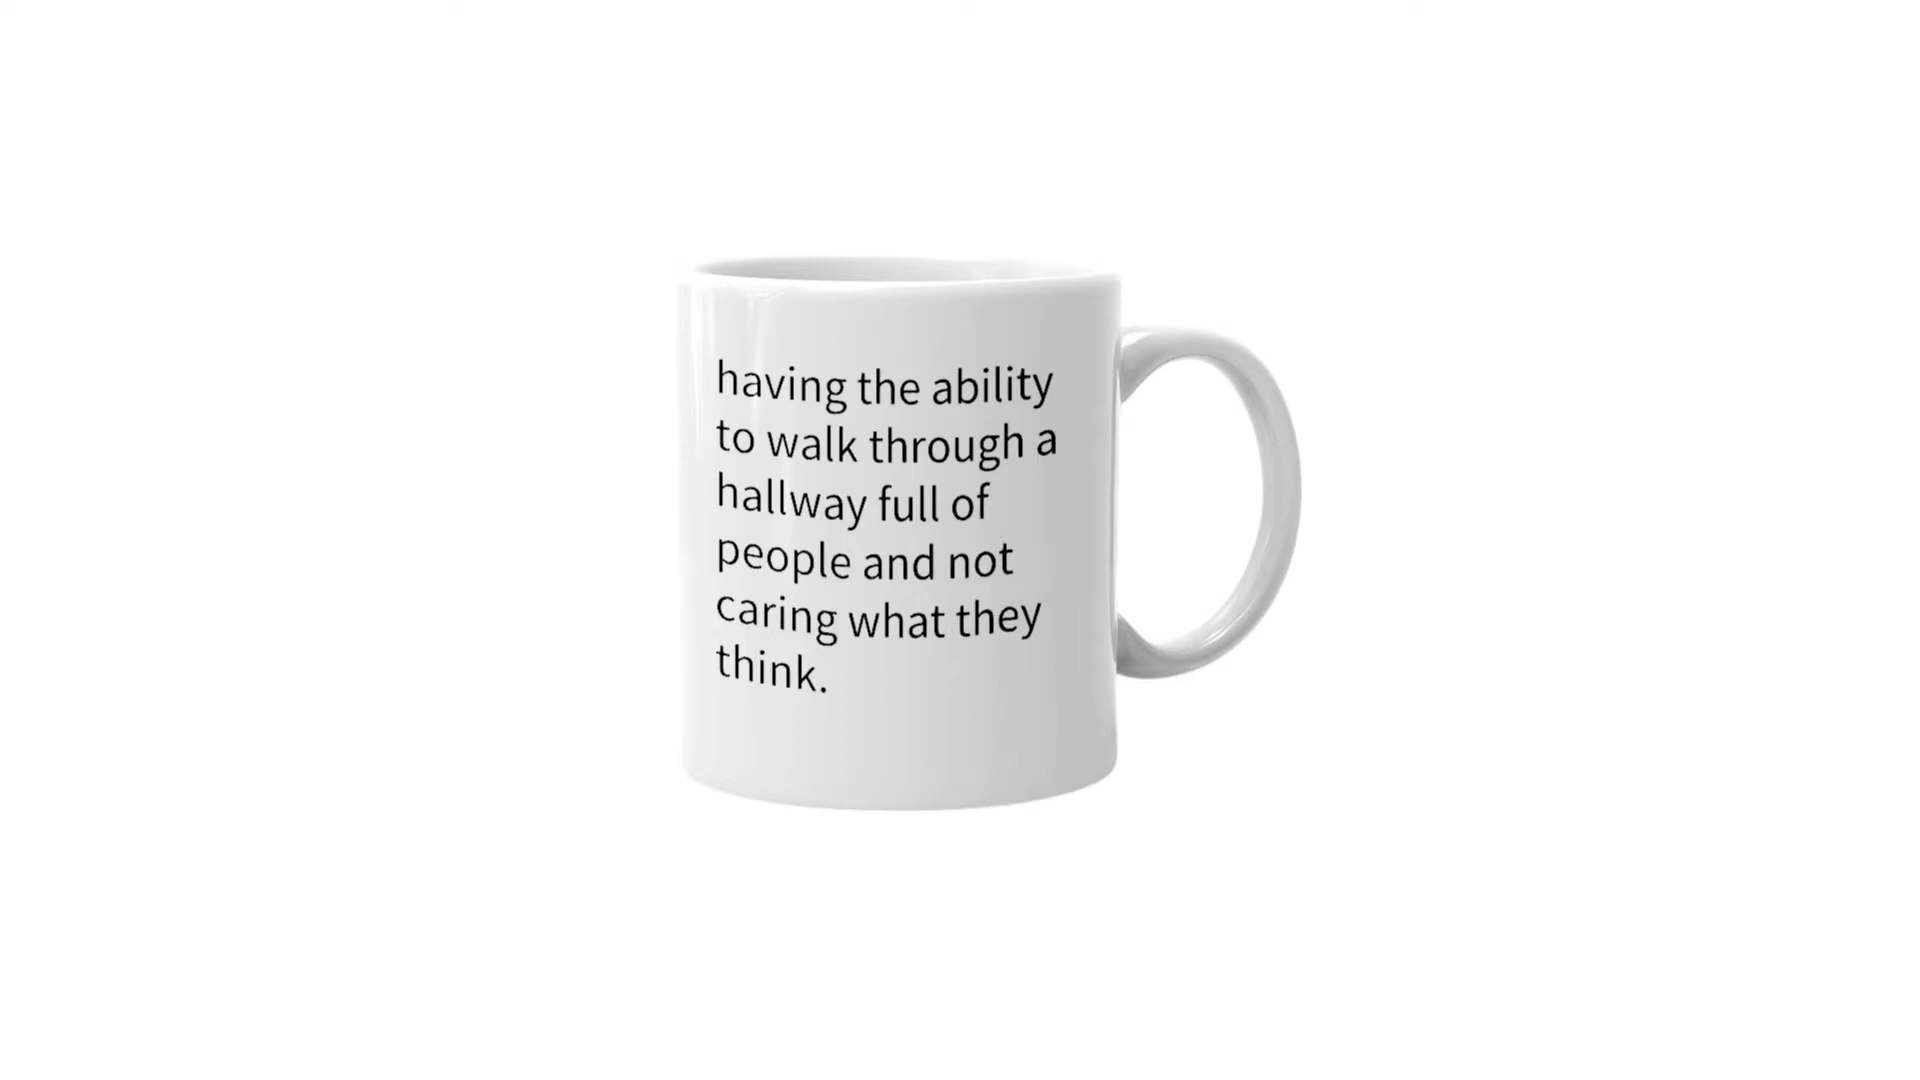 having the ability
to walk through a
hallway full of
people and not
caring what they
think.